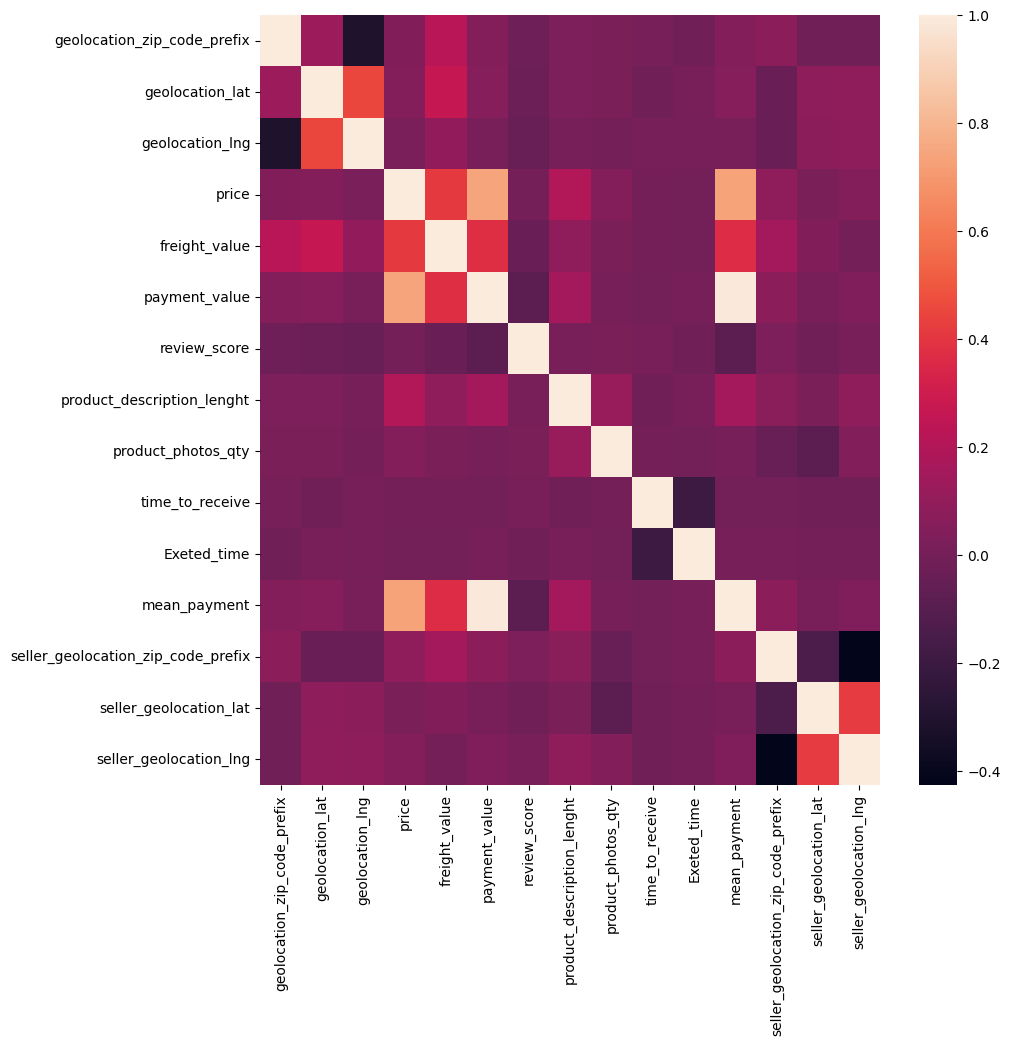 geolocation_zip_code_prefix
geolocation_lat
geolocation_lng
price
freight_value
payment_value
review_score
product_description_lenght
product_photos_qty
time_to_receive
Exeted_time
mean_payment
seller_geolocation_zip_code_prefix
seller_geolocation_lat
seller_geolocation_lng
geolocation_zip_code_prefix
geolocation_lat
geolocation_lng
price
freight_value
payment_value
review_score
product_description_lenght
product_photos_qty
time_to_receive
Exeted_time
mean_payment
seller_geolocation_zip_code_prefix
seller_geolocation_lat
seller_geolocation_lng
1.0
0.8
0.6
0.4
0.2
0.0
−0.2
−0.4